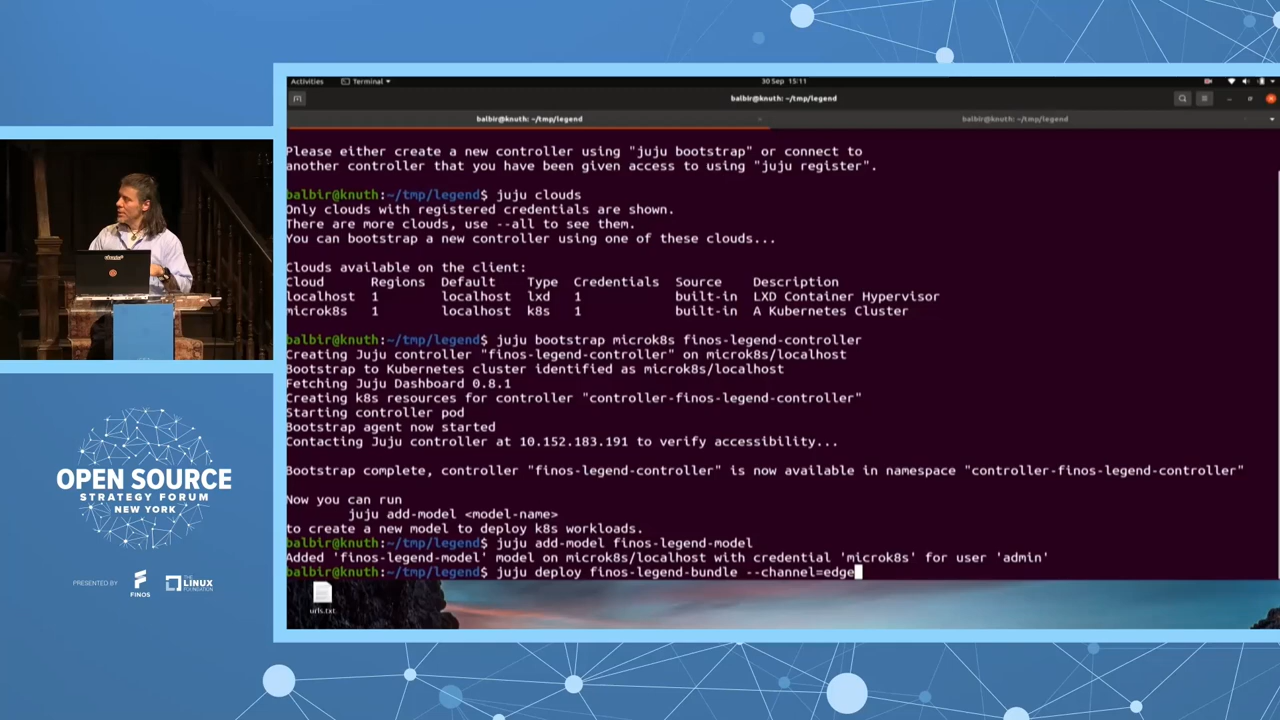 Activities
Terminal
30 Sep 15:11
balbir@knuth: ~/tmp/legend
balbir@knuth: ~/tmp/legend
balbir@knuth: ~/tmp/legend
Please either create a new controller using "juju bootstrap" or connect to
another controller that you have been given access to using "juju register".
balbir@knuth:~/tmp/legend$ juju clouds
Only clouds with registered credentials are shown.
There are more clouds, use --all to see them.
You can bootstrap a new controller using one of these clouds...
Clouds available on the client:
Cloud Regions Default Type Credentials Source Description
localhost 1 localhost lxd 1 built-in LXD Container Hypervisor
microk8s 1 localhost k8s 1 built-in A Kubernetes Cluster
balbir@knuth:~/tmp/legend$ juju bootstrap microk8s finos-legend-controller
Creating Juju controller "finos-legend-controller" on microk8s/localhost
Bootstrap to Kubernetes cluster identified as microk8s/localhost
Fetching Juju Dashboard 0.8.1
Creating k8s resources for controller "controller-finos-legend-controller"
Starting controller pod
Bootstrap agent now started
Contacting Juju controller at 10.152.183.191 to verify accessibility...
Bootstrap complete, controller "finos-legend-controller" is now available in namespace "controller-finos-legend-controller"
Now you can run
juju add-model <model-name>
to create a new model to deploy k8s workloads.
balbir@knuth:~/tmp/legend$ juju add-model finos-legend-model
Added 'finos-legend-model' model on microk8s/localhost with credential 'microk8s' for user 'admin'
balbir@knuth:~/tmp/legend$ juju deploy finos-legend-bundle --channel=edge
urls.txt
OPEN SOURCE
STRATEGY FORUM
NEW YORK
PRESENTED BY
FINOS
THE
LINUX
FOUNDATION